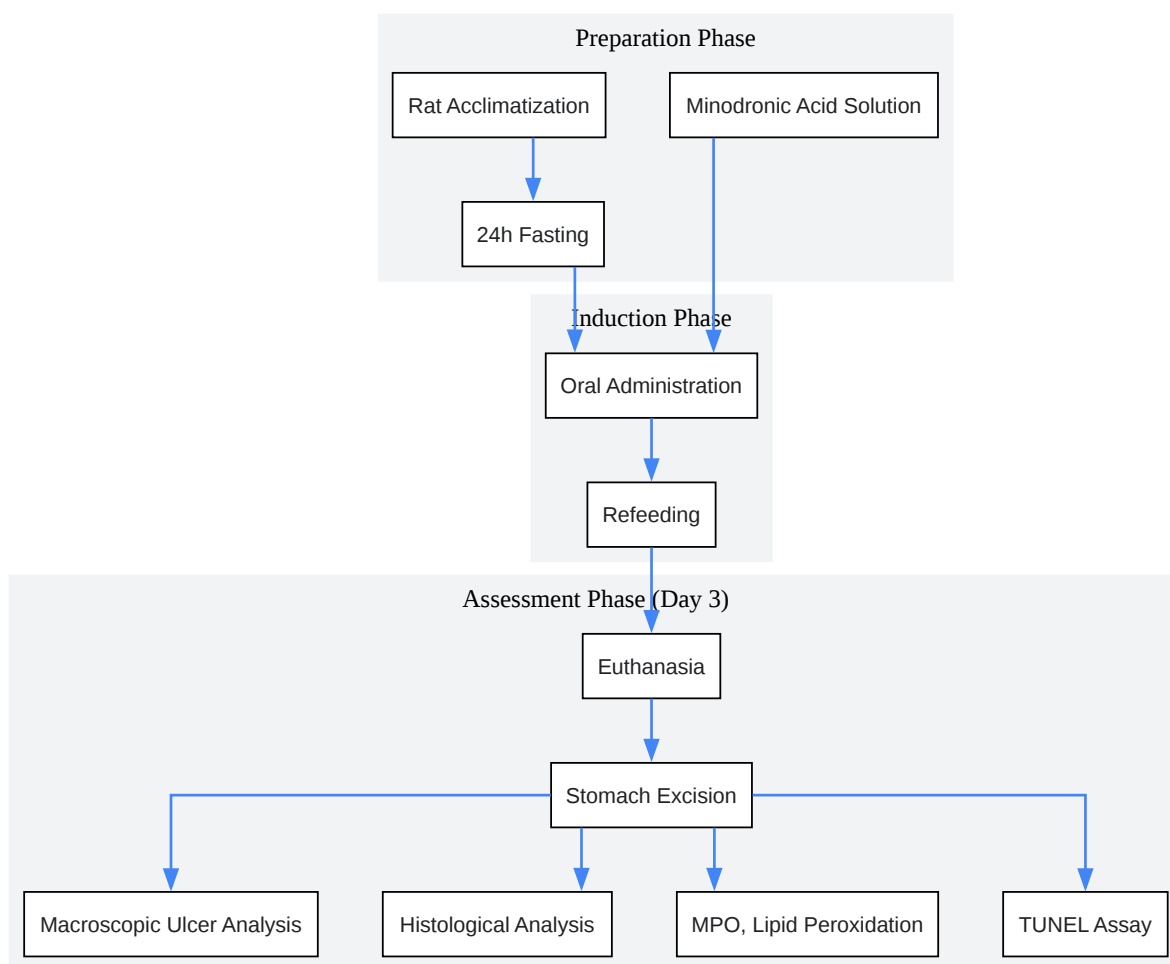 Preparation Phase
Rat Acclimatization
Minodronic Acid Solution
24h Fasting
Induction Phase
Oral Administration
Refeeding
Assessment Phase (Day 3)
Euthanasia
Stomach Excision
Macroscopic Ulcer Analysis
Histological Analysis
MPO, Lipid Peroxidation
TUNEL Assay